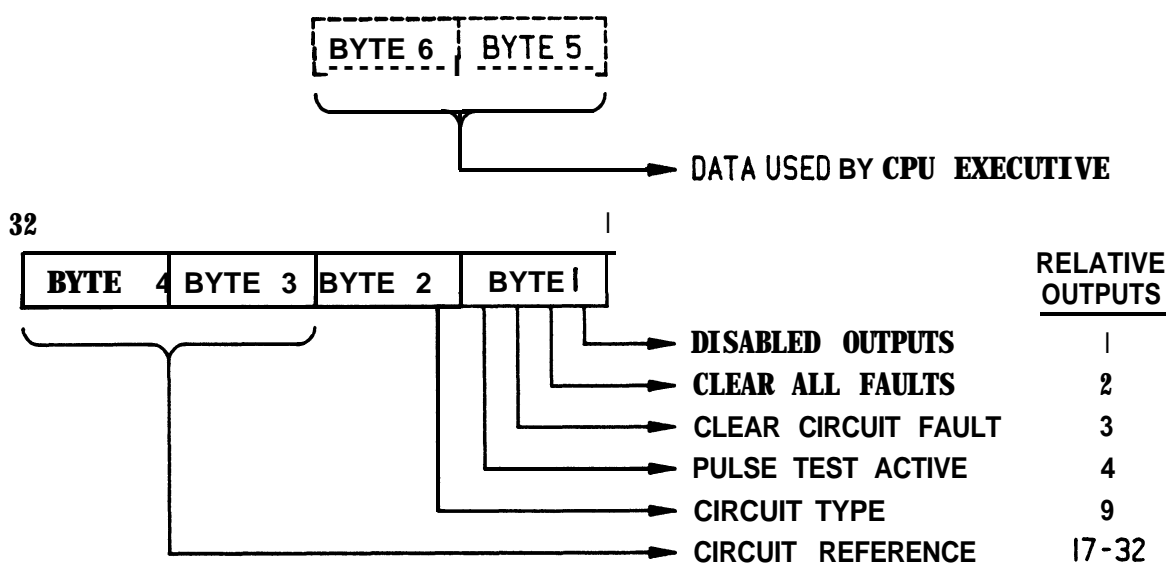 BYTE 6 BYTE 5
DATA USED BY CPU EXECUTIVE
32 1
BYTE 4 BYTE 3 BYTE 2 BYTE 1
RELATIVE
OUTPUTS
DISABLED OUTPUTS 1
CLEAR ALL FAULTS 2
CLEAR CIRCUIT FAULT 3
PULSE TEST ACTIVE 4
CIRCUIT TYPE 9
CIRCUIT REFERENCE 17-32